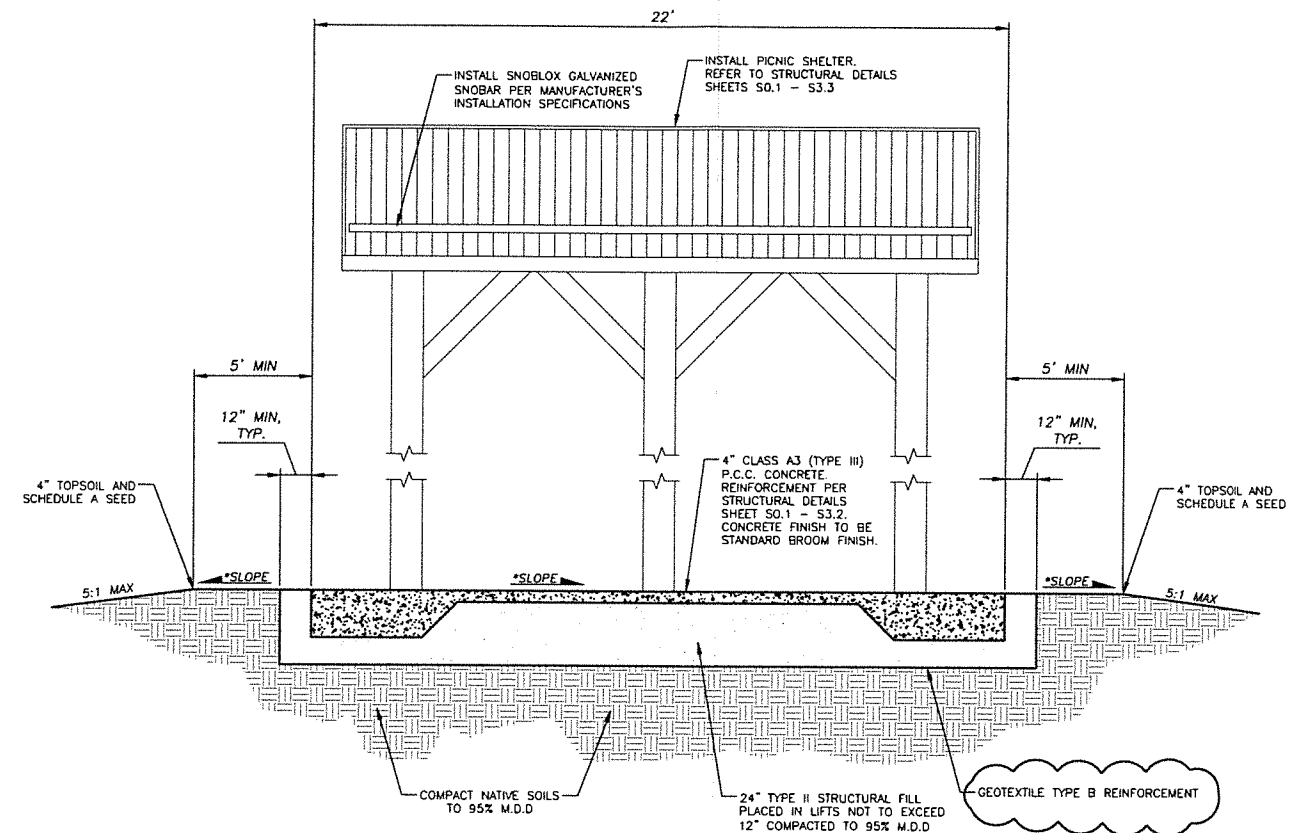 22'
INSTALL SNOBLOX GALVANIZED
SNOBAR PER MANUFACTURER'S
INSTALLATION SPECIFICATIONS
INSTALL PICNIC SHELTER.
REFER TO STRUCTURAL DETAILS
SHEETS S0.1 - S3.3
5' MIN
5' MIN
12" MIN,
TYP.
12" MIN,
TYP.
4" TOPSOIL AND
SCHEDULE A SEED
4" CLASS A3 (TYPE III)
P.C.C. CONCRETE.
REINFORCEMENT PER
STRUCTURAL DETAILS
SHEET S0.1 - S3.2.
CONCRETE FINISH TO BE
STANDARD BROOM FINISH.
4" TOPSOIL AND
SCHEDULE A SEED
5:1 MAX
*SLOPE
*SLOPE
*SLOPE
5:1 MAX
COMPACT NATIVE SOILS
TO 95% M.D.D
24" TYPE II STRUCTURAL FILL
PLACED IN LIFTS NOT TO EXCEED
12" COMPACTED TO 95% M.D.D
GEOTEXTILE TYPE B REINFORCEMENT